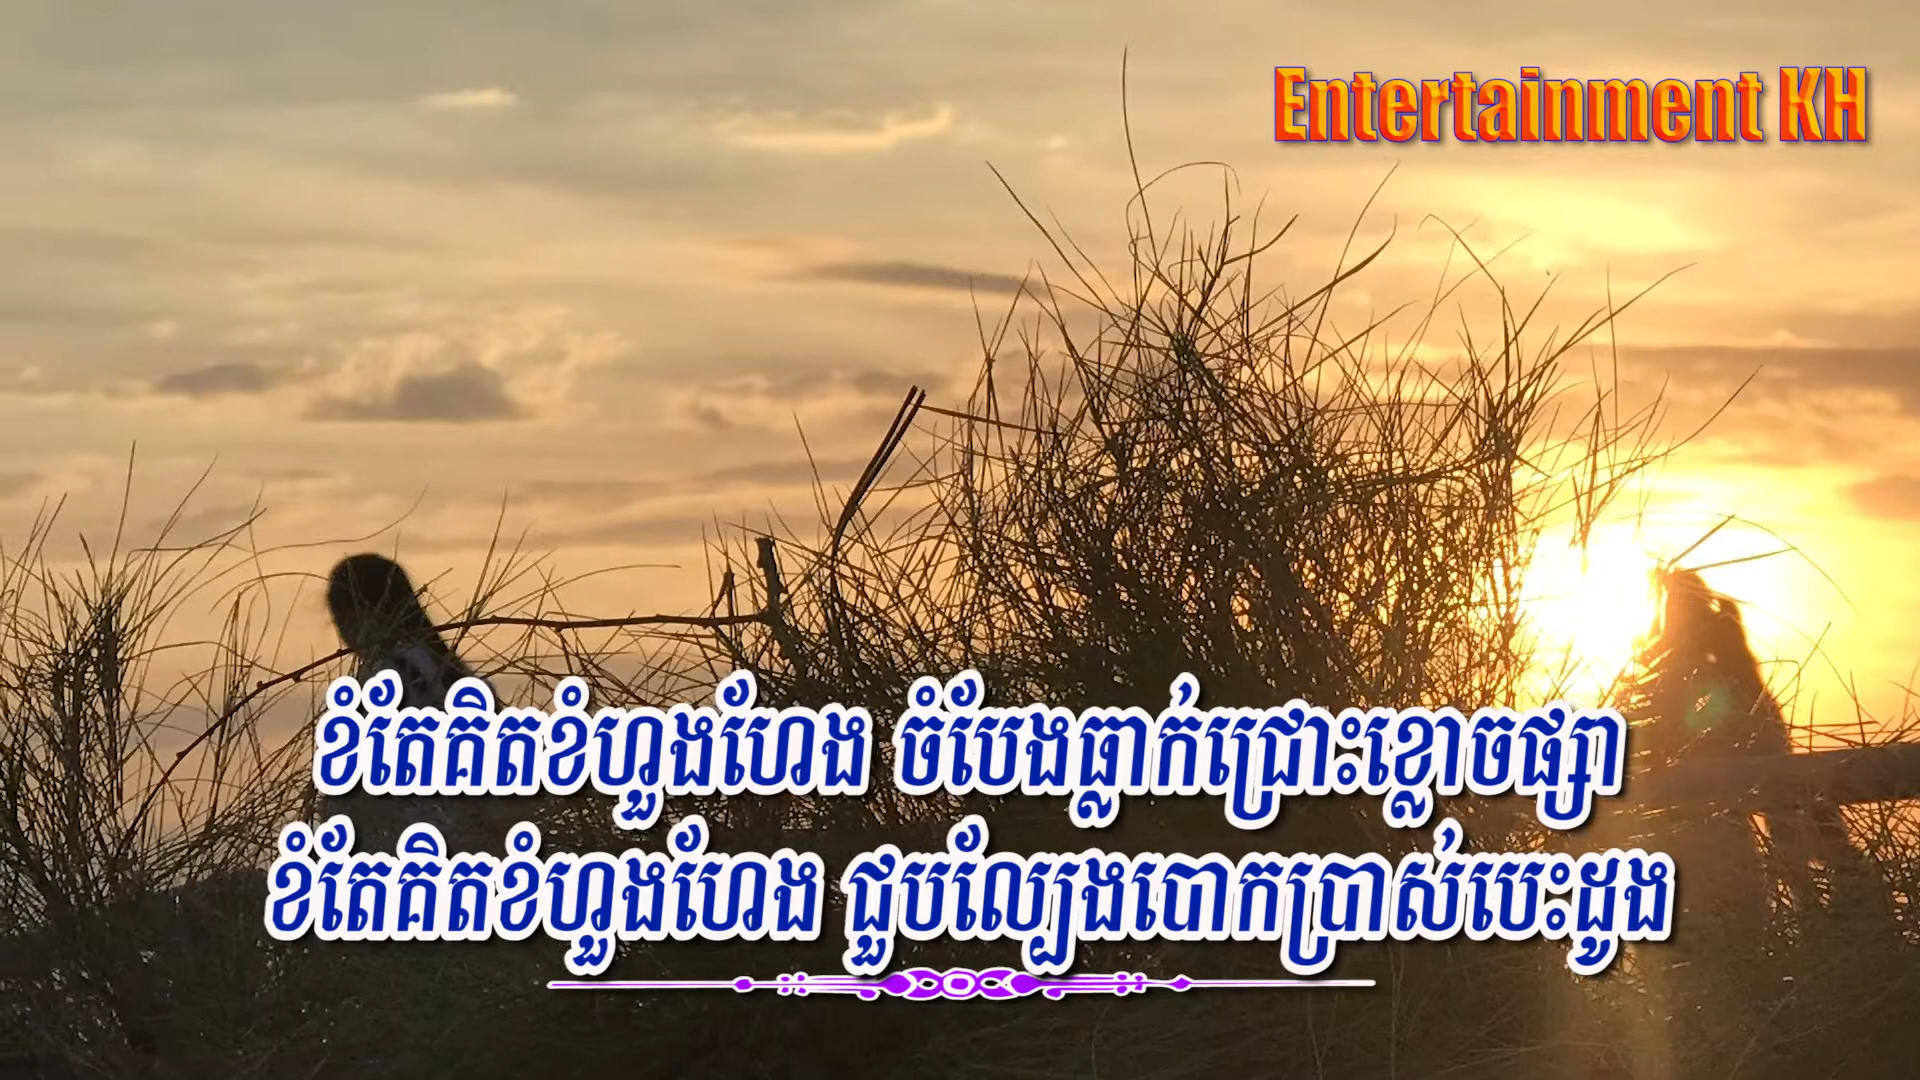 Entertainment KH
ខំតែគិតខំហួងហែង ចំបែងធ្លាក់ជ្រោះខ្លោចផ្សា
ខំតែគិតខំហួងហែង ជួបល្បែងបោកប្រាស់បេះដូង